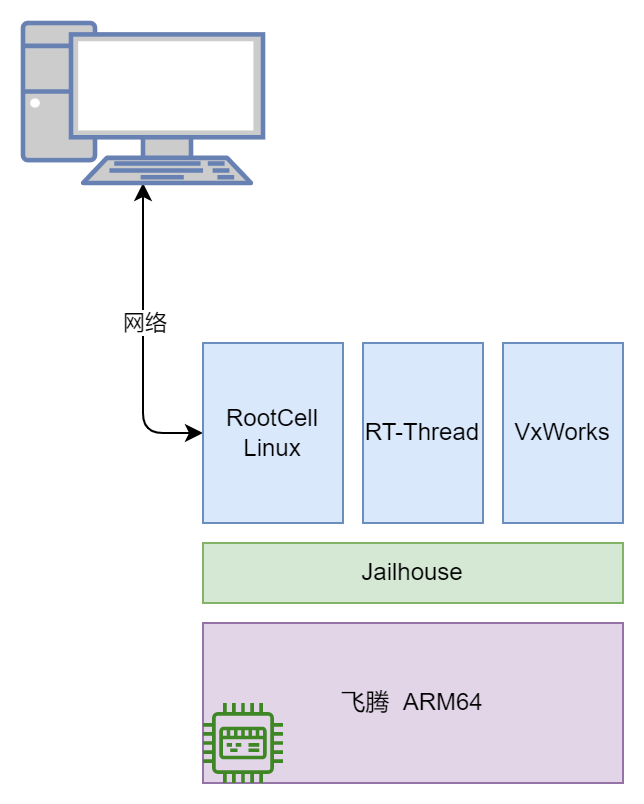 网络
RootCell
Linux
RT-Thread
VxWorks
Jailhouse
飞腾 ARM64